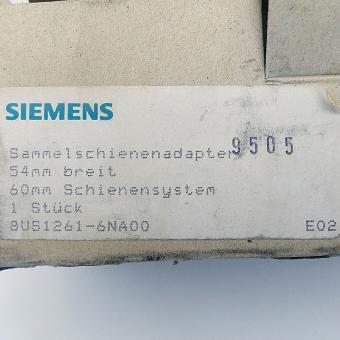 SIEMENS
Sammelschienenadapter 9505
54mm breit
60mm Schienensystem
1 Stück
8US1261-6NA00 E02